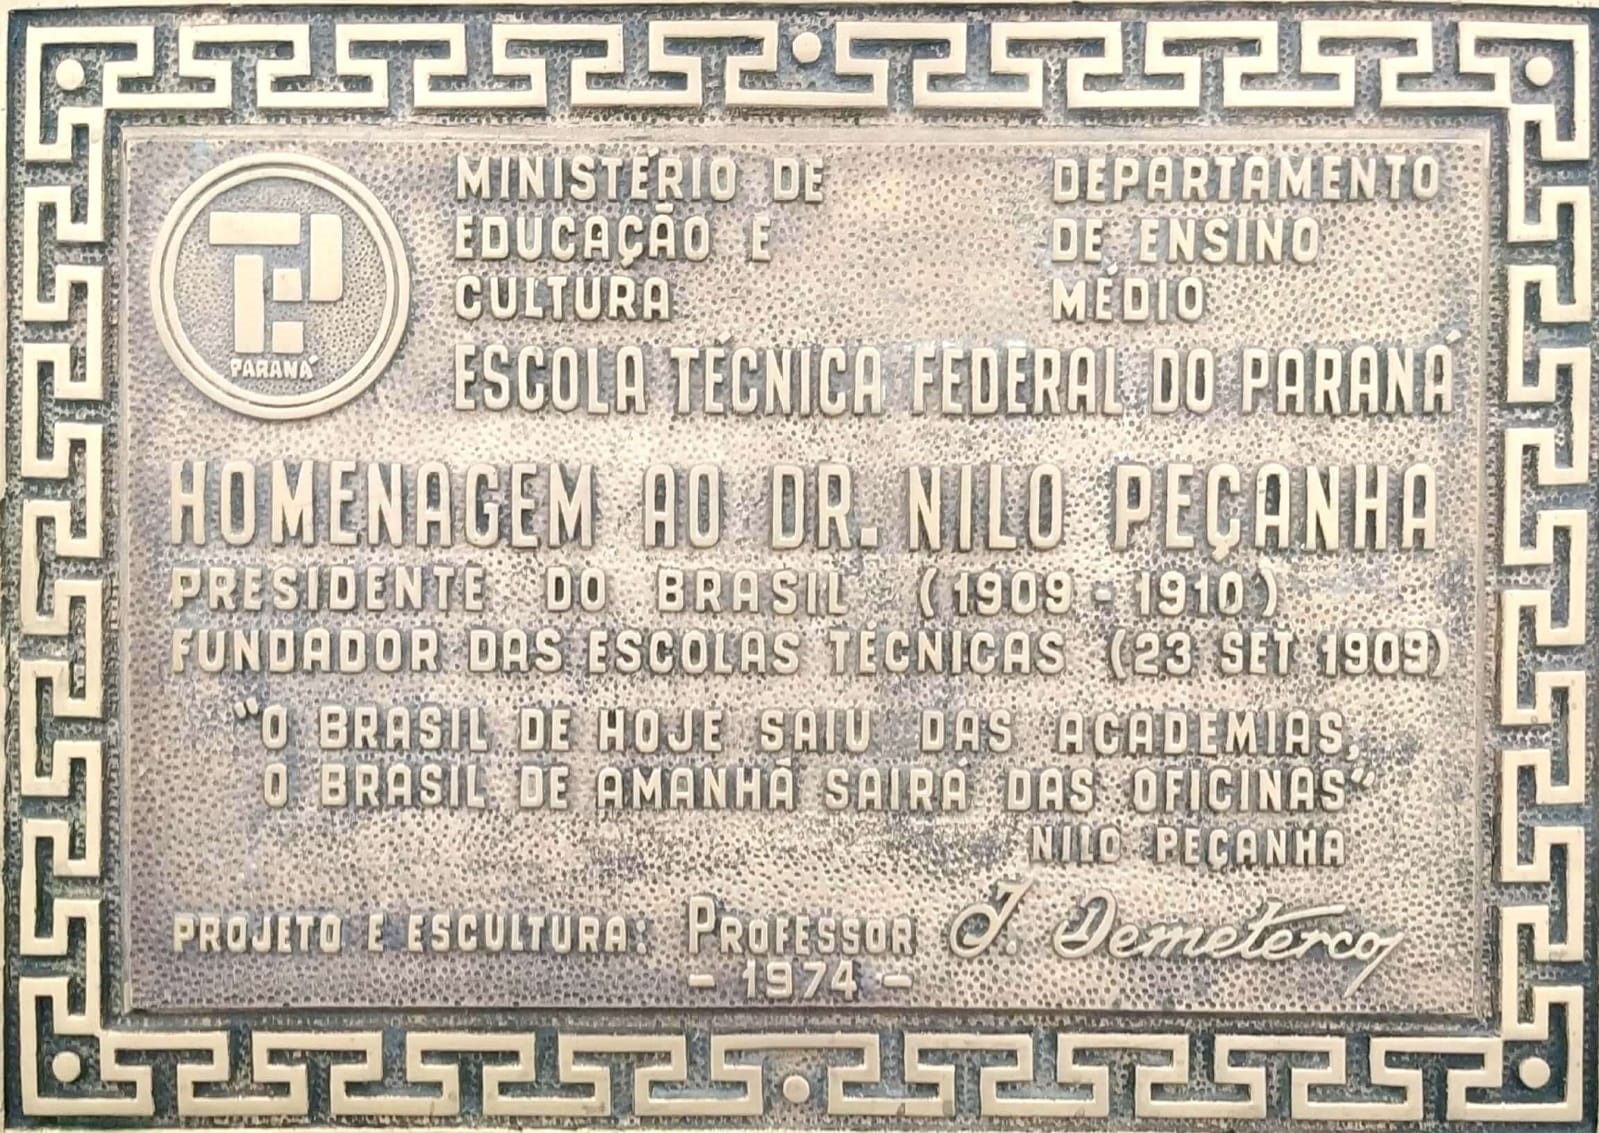 PARANÁ
MINISTÉRIO DE
EDUCAÇÃO E
CULTURA
DEPARTAMENTO
DE ENSINO
MÉDIO
ESCOLA TÉCNICA FEDERAL DO PARANÁ
HOMENAGEM AO DR. NILO PEÇANHA
PRESIDENTE DO BRASIL (1909 - 1910)
FUNDADOR DAS ESCOLAS TÉCNICAS (23 SET 1909)
"O BRASIL DE HOJE SAIU DAS ACADEMIAS,
O BRASIL DE AMANHÃ SAIRÁ DAS OFICINAS"
NILO PEÇANHA
PROJETO E ESCULTURA: PROFESSOR J. Demeterco
- 1974 -